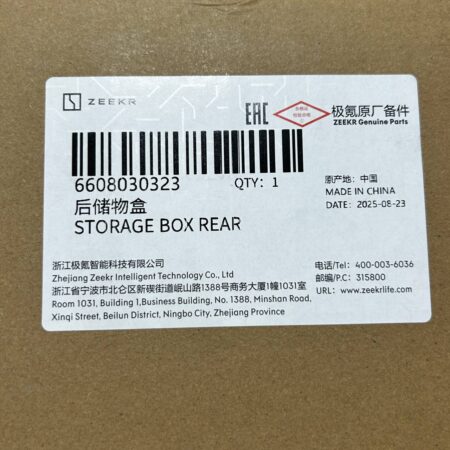 ZEEKR
EAC
极氪原厂备件
ZEEKR Genuine Parts
6608030323 QTY: 1
后储物盒
STORAGE BOX REAR
原产地: 中国
MADE IN CHINA
DATE: 2025-08-23
浙江极氪智能科技有限公司
Zhejiang Zeekr Intelligent Technology Co., Ltd
浙江省宁波市北仑区新碶街道岷山路1388号商务大厦1幢1031室
Room 1031, Building 1,Business Building, No. 1388, Minshan Road,
Xinqi Street, Beilun District, Ningbo City, Zhejiang Province
电话/Tel: 400-003-6036
邮编/P.C: 315800
URL: www.zeekrlife.com